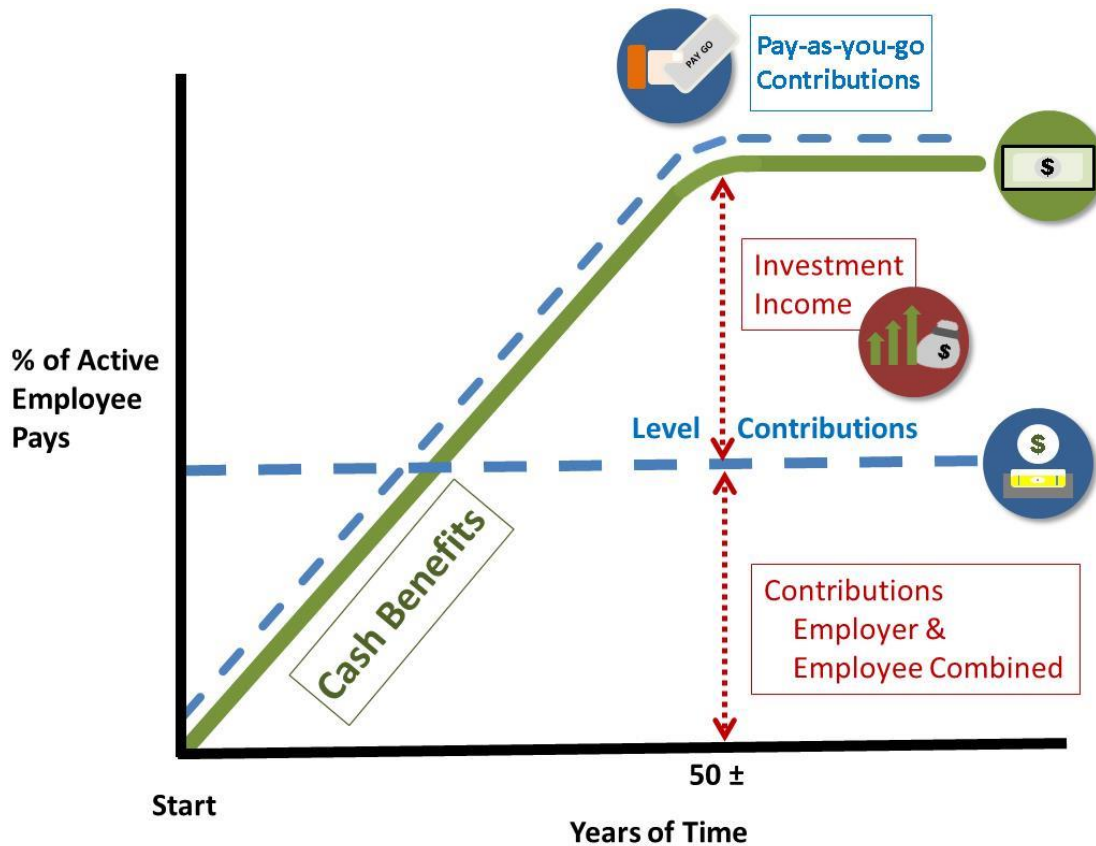 PAY GO
Pay-as-you-go
Contributions
$
Investment
Income
$
% of Active
Employee
Pays
Level Contributions
$
Cash Benefits
Contributions
Employer &
Employee Combined
50 ±
Start
Years of Time